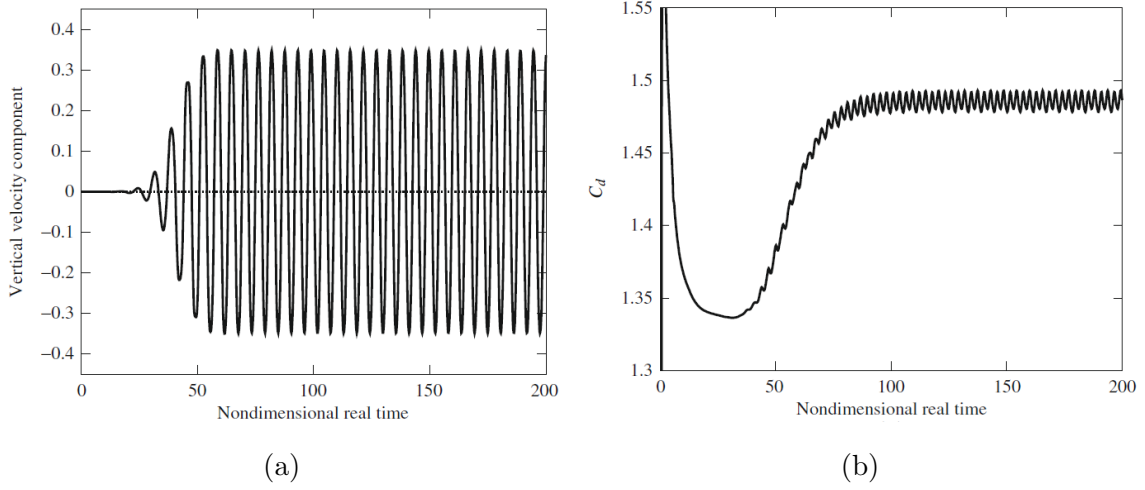 0.4
0.3
0.2
0.1
0
−0.1
−0.2
−0.3
−0.4
Vertical velocity component
0 50 100 150 200
Nondimensional real time
(a)
1.55
1.5
1.45
1.4
1.35
1.3
C_d
0 50 100 150 200
Nondimensional real time
(b)